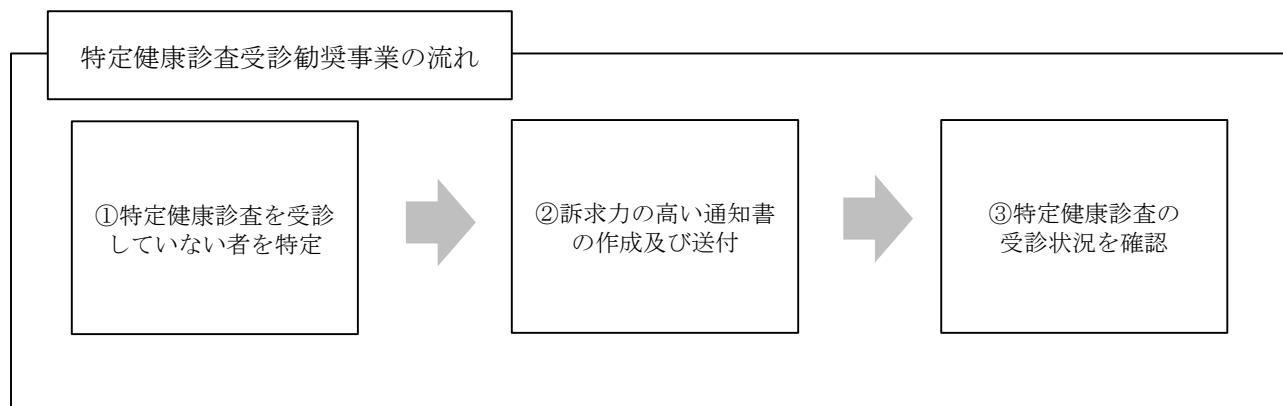 特定健康診査受診勧奨事業の流れ
①特定健康診査を受診
していない者を特定
②訴求力の高い通知書
の作成及び送付
③特定健康診査の
受診状況を確認